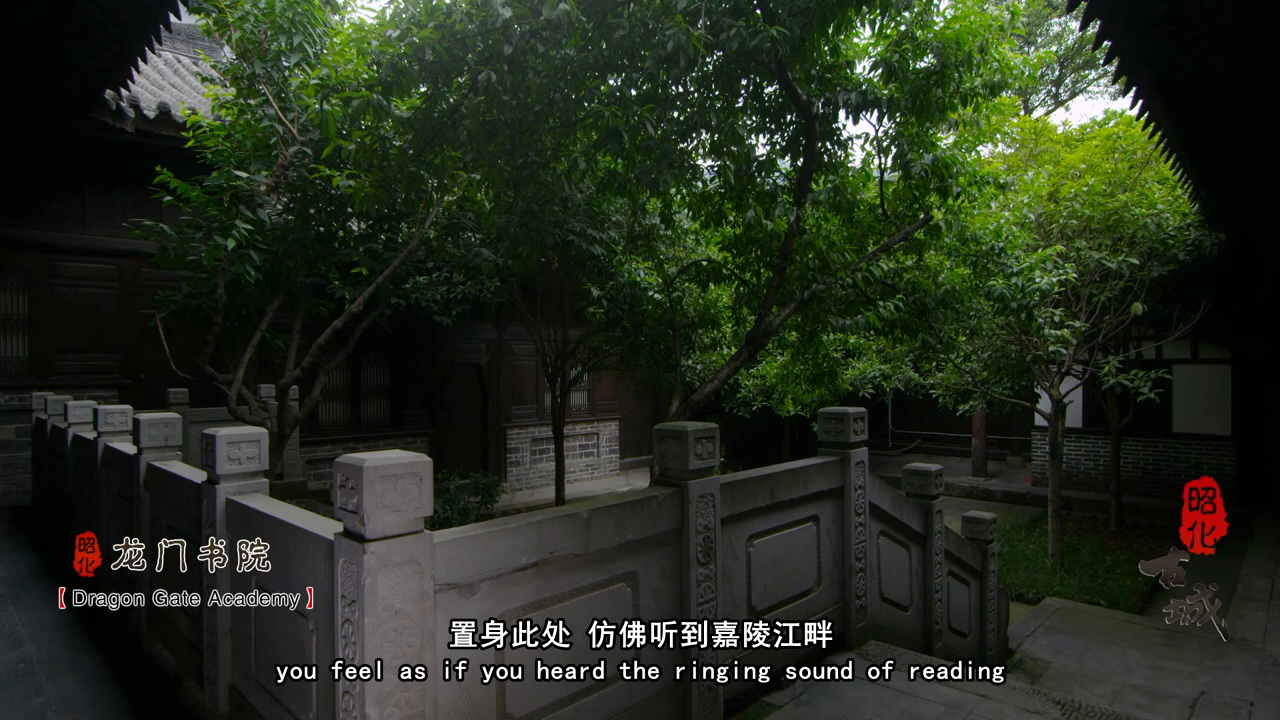 昭化
龙门书院
【Dragon Gate Academy】
昭化
古城
置身此处 仿佛听到嘉陵江畔
you feel as if you heard the ringing sound of reading